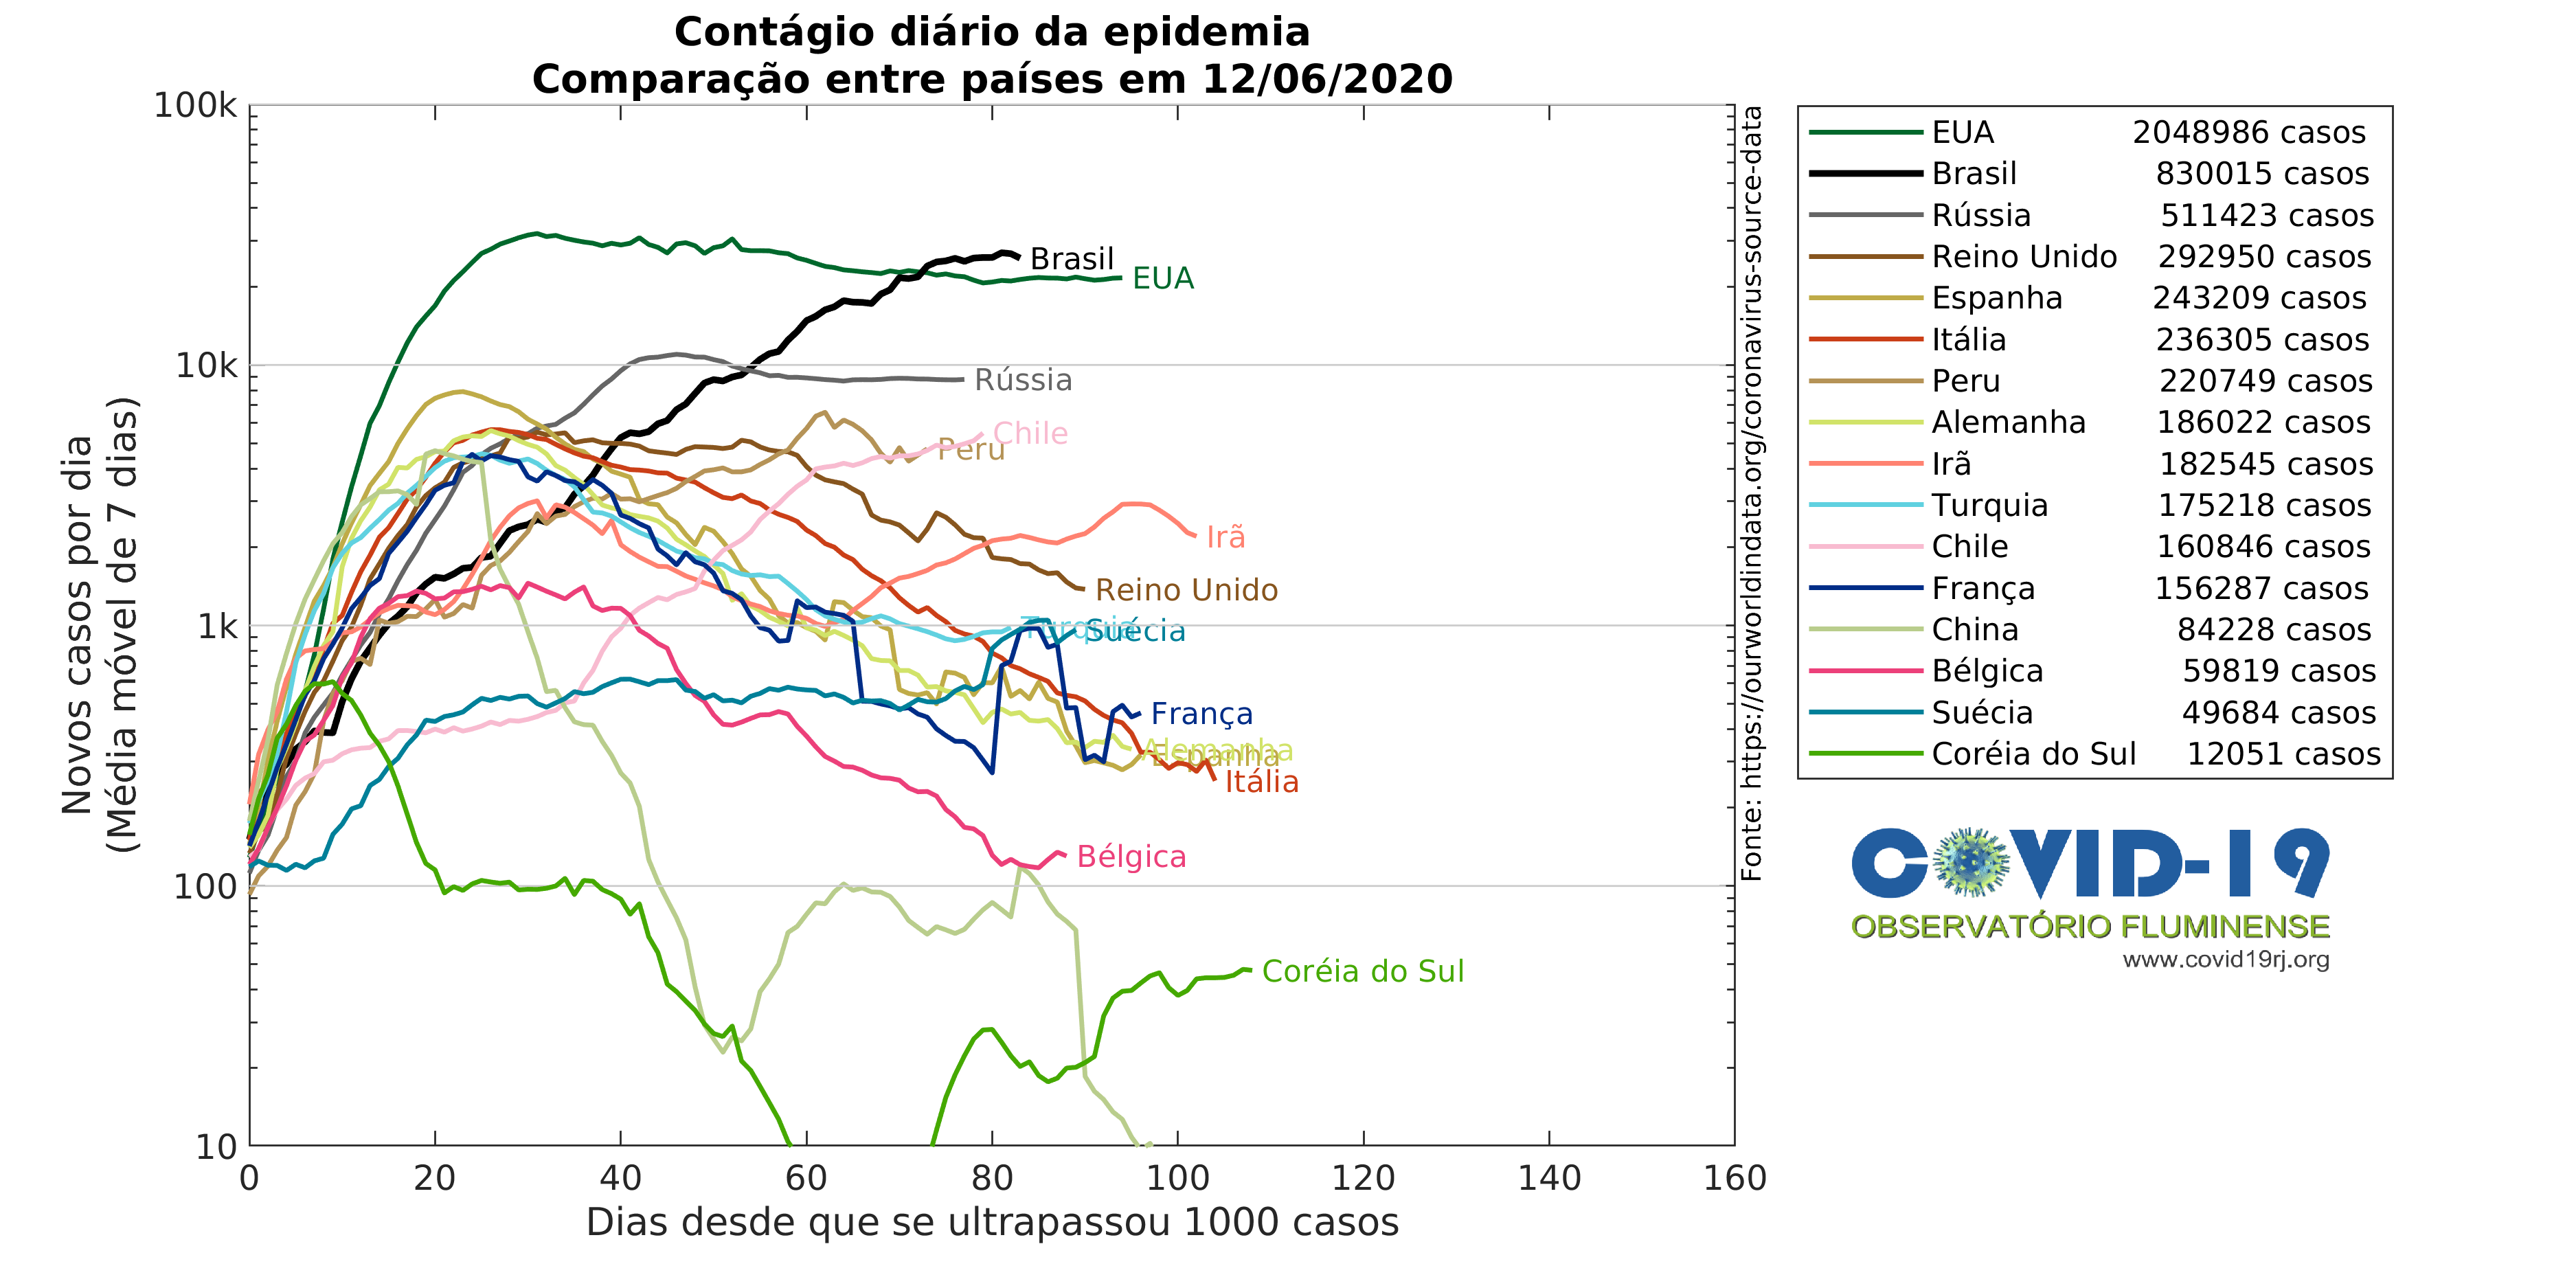 Contágio diário da epidemia
Comparação entre países em 12/06/2020
Novos casos por dia
(Média móvel de 7 dias)
100k
10k
1k
100
10
0 20 40 60 80 100 120 140 160
Dias desde que se ultrapassou 1000 casos
Brasil
EUA
Rússia
Chile
Peru
Irã
Reino Unido
Turquia
Suécia
França
Alemanha
Espanha
Itália
Bélgica
Coréia do Sul
Fonte: https://ourworldindata.org/coronavirus-source-data
EUA 2048986 casos
Brasil 830015 casos
Rússia 511423 casos
Reino Unido 292950 casos
Espanha 243209 casos
Itália 236305 casos
Peru 220749 casos
Alemanha 186022 casos
Irã 182545 casos
Turquia 175218 casos
Chile 160846 casos
França 156287 casos
China 84228 casos
Bélgica 59819 casos
Suécia 49684 casos
Coréia do Sul 12051 casos
COVID-19
OBSERVATÓRIO FLUMINENSE
www.covid19rj.org